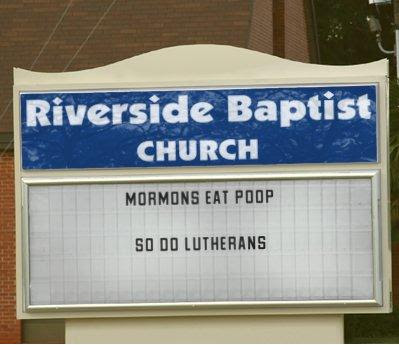 Riverside Baptist
CHURCH
MORMONS EAT POOP
SO DO LUTHERANS